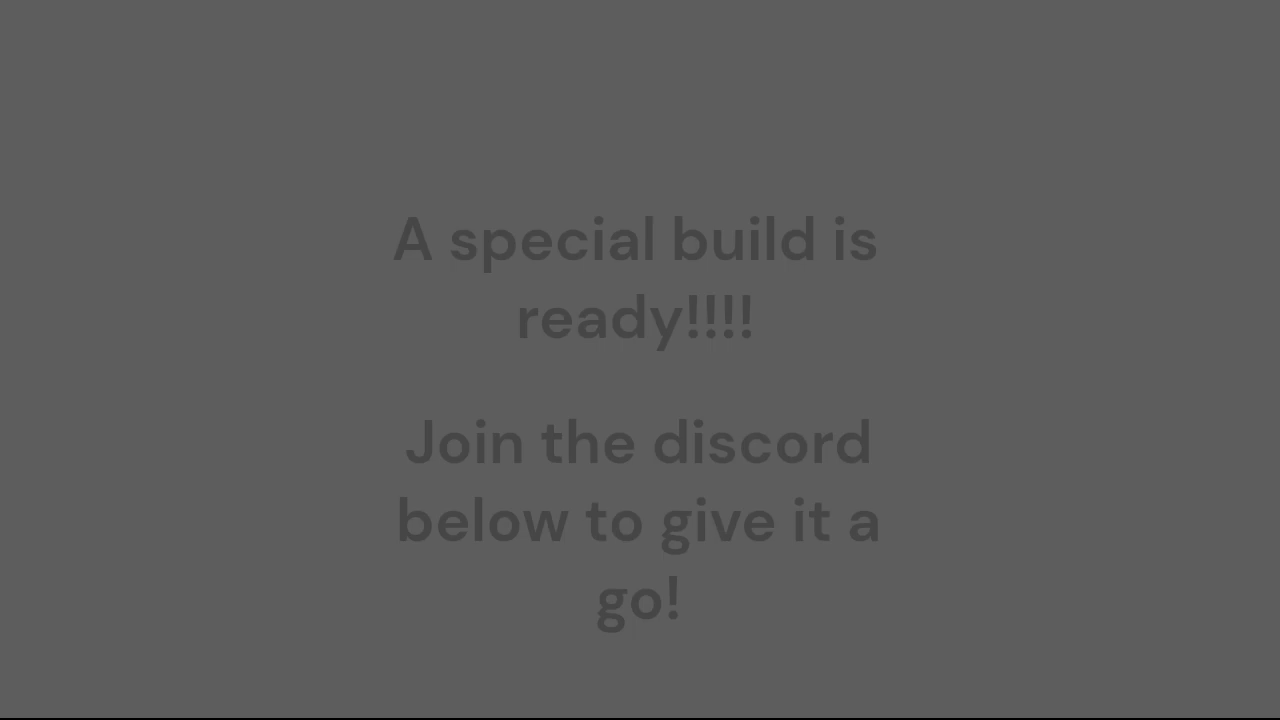 A special build is
ready!!!!
Join the discord
below to give it a
go!